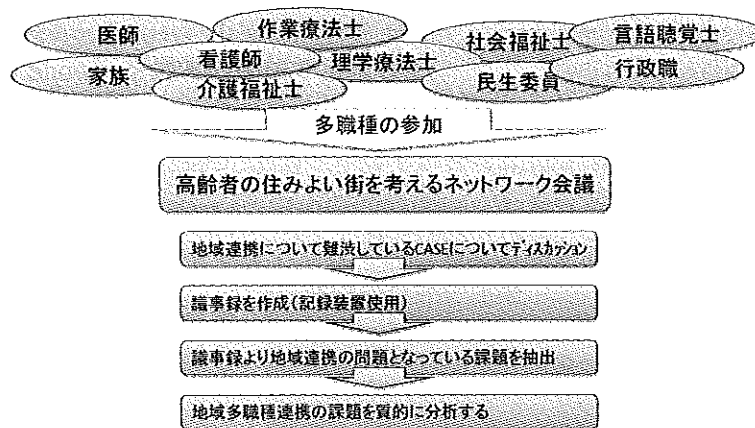 医師
作業療法士
社会福祉士
言語聴覚士
家族
看護師
理学療法士
介護福祉士
民生委員
行政職
多職種の参加
高齢者の住みよい街を考えるネットワーク会議
地域連携について難渋しているCASEについてディスカッション
議事録を作成(記録装置使用)
議事録より地域連携の問題となっている課題を抽出
地域多職種連携の課題を質的に分析する